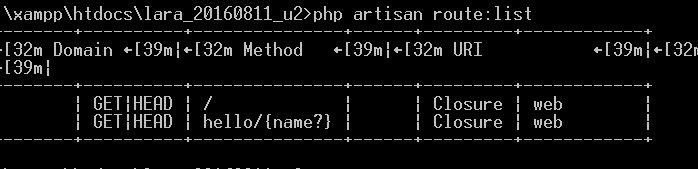 \xampp\htdocs\lara_20160811_u2>php artisan route:list
-------+----------+----------------+------+---------+------------+
←[32m Domain ←[39m|←[32m Method   ←[39m|←[32m URI            ←[39m|←[32m
←[39m|
-------+----------+----------------+------+---------+------------+
       | GET|HEAD | /              |      | Closure | web        |
       | GET|HEAD | hello/{name?}  |      | Closure | web        |
-------+----------+----------------+------+---------+------------+